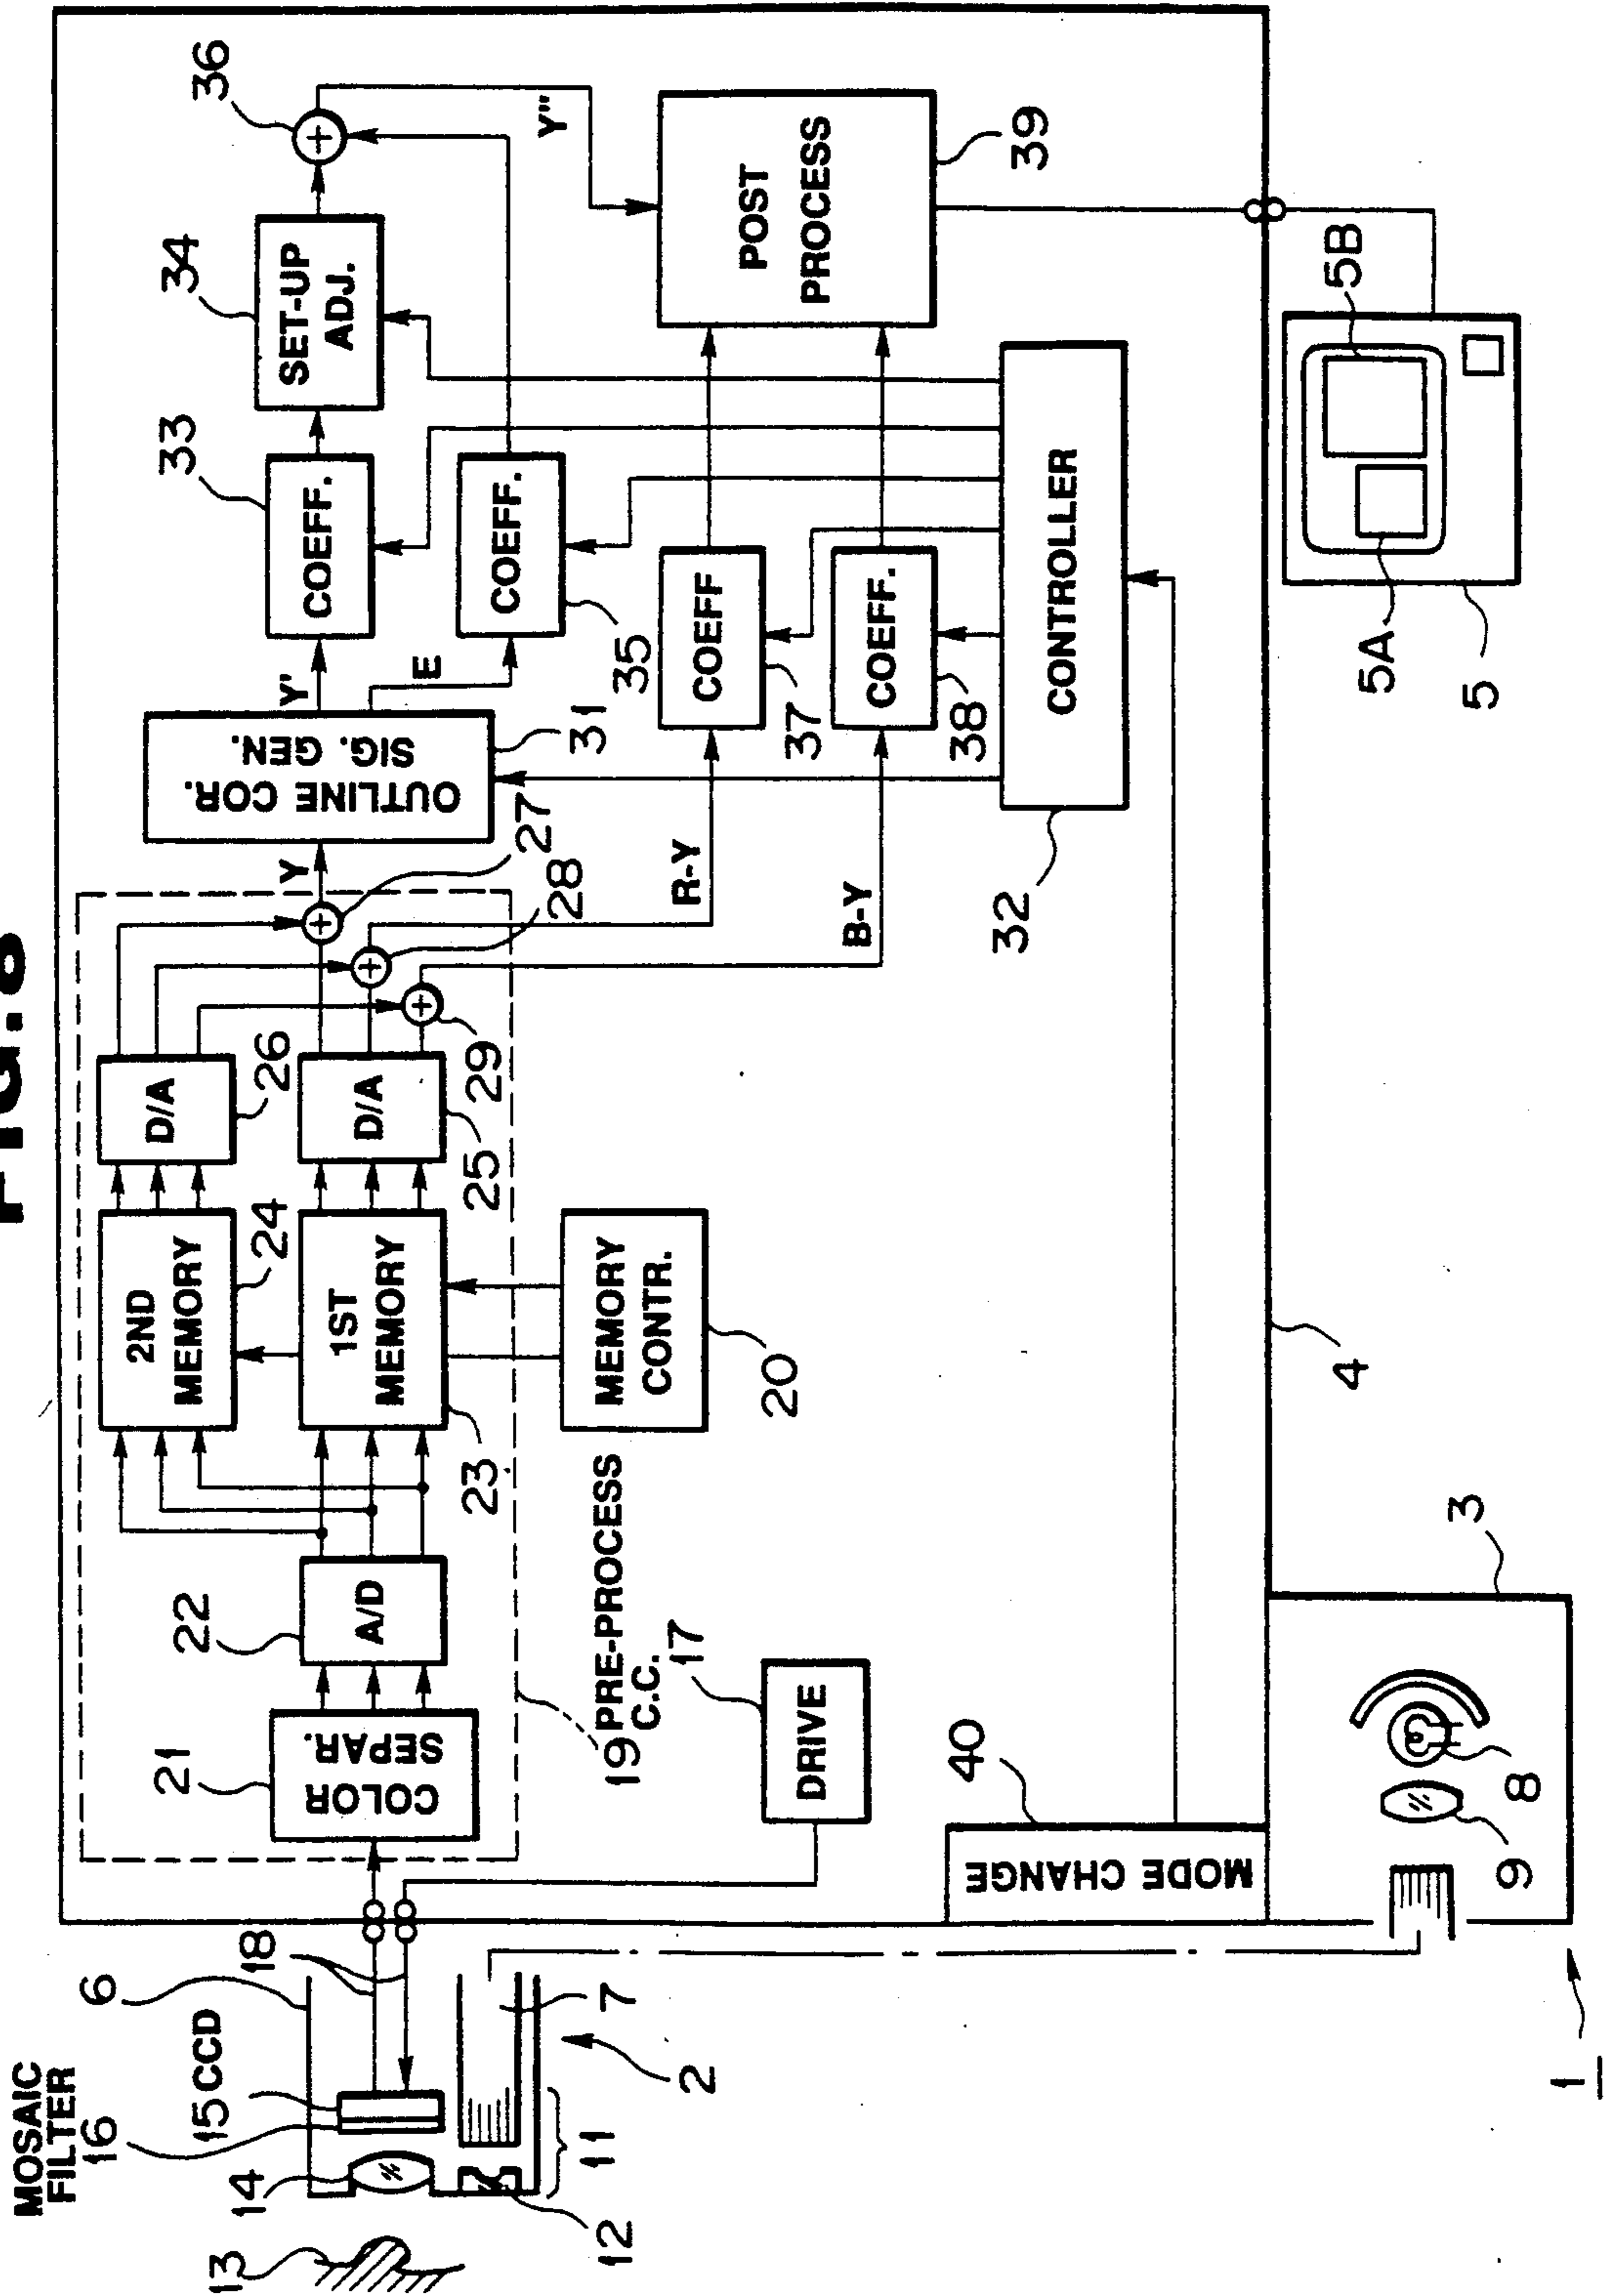 FIG. 8
MOSAIC
FILTER
16
15 CCD
6
18
14
13
12
11
7
2
1
21
COLOR
SEPAR.
22
A/D
19 PRE-PROCESS
C.C.
17
DRIVE
23
1ST
MEMORY
24
2ND
MEMORY
MEMORY
CONTR.
20
D/A
26
D/A
25
29
28
27
Y
R-Y
B-Y
OUTLINE COR.
SIG. GEN.
31
Y'
E
33
COEFF.
COEFF.
35
34
SET-UP
ADJ.
36
Y"
COEFF
37
COEFF.
38
POST
PROCESS
39
CONTROLLER
32
MODE CHANGE
40
4
3
8
9
5A
5B
5